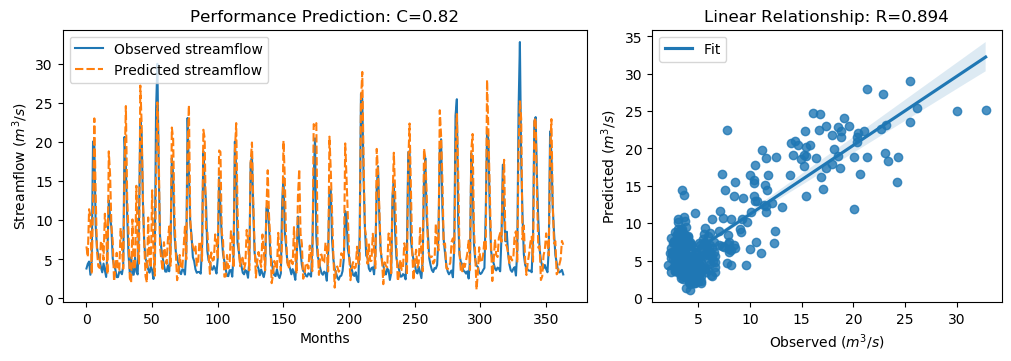 Performance Prediction: C=0.82
Observed streamflow
Predicted streamflow
Streamflow (m³/s)
30
25
20
15
10
5
0
0 50 100 150 200 250 300 350
Months
Linear Relationship: R=0.894
Fit
Predicted (m³/s)
35
30
25
20
15
10
5
0
5 10 15 20 25 30
Observed (m³/s)